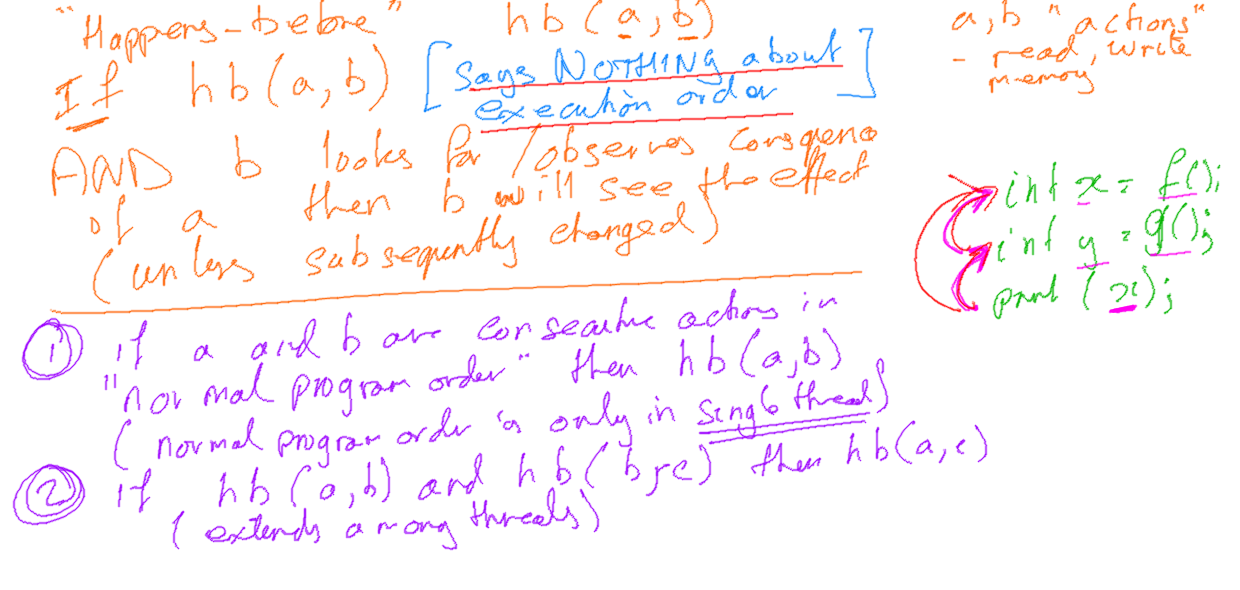 "Happens-before" hb(a,b)
a,b "actions"
- read, write
memory
If hb(a,b) [says NOTHING about
execution order]
AND b looks for/observes consequence
of a then b will see the effect
(unless subsequently changed)
int x = f();
int y = g();
print (x);
1 if a and b are consecutive actions in
"normal program order" then hb(a,b)
(normal program order is only in single thread)
2 if hb(a,b) and hb(b,c) then hb(a,c)
(extends among threads)